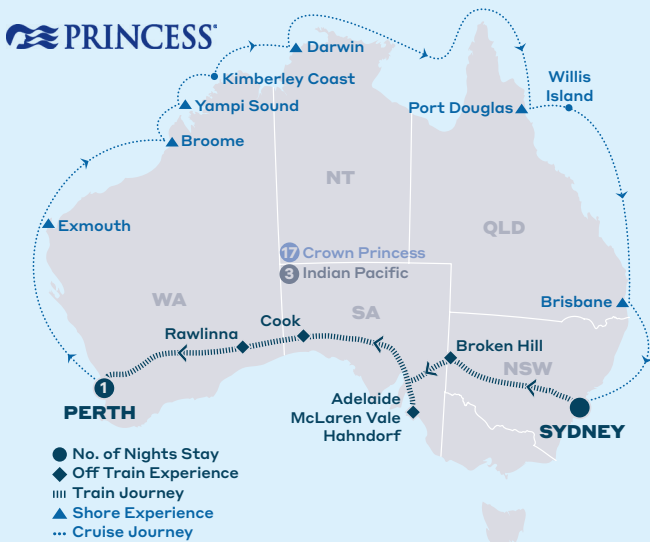 PRINCESS®
Darwin
Kimberley Coast
Willis
Island
Yampi Sound
Port Douglas
Broome
NT
Exmouth
QLD
17 Crown Princess
3 Indian Pacific
WA
SA
Brisbane
Cook
Rawlinna
Broken Hill
NSW
1
PERTH
Adelaide
McLaren Vale
Hahndorf
SYDNEY
No. of Nights Stay
Off Train Experience
Train Journey
Shore Experience
Cruise Journey